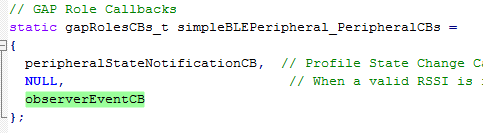 // GAP Role Callbacks
static gapRolesCBs_t simpleBLEPeripheral_PeripheralCBs =
{
peripheralStateNotificationCB, // Profile State Change
NULL, // When a valid RSSI is
observerEventCB
};